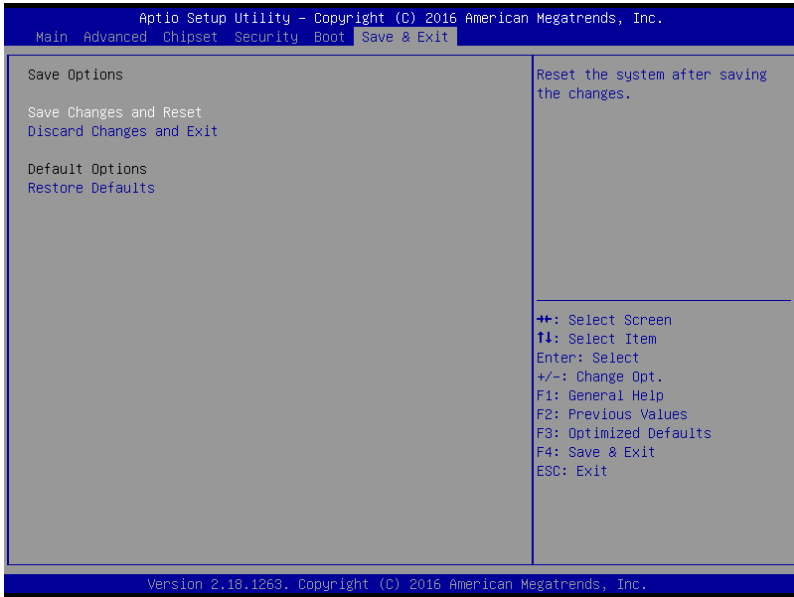 Aptio Setup Utility – Copyright (C) 2016 American Megatrends, Inc.
Main Advanced Chipset Security Boot Save & Exit
Save Options
Save Changes and Reset
Discard Changes and Exit
Default Options
Restore Defaults
Reset the system after saving
the changes.
→←: Select Screen
↑↓: Select Item
Enter: Select
+/-: Change Opt.
F1: General Help
F2: Previous Values
F3: Optimized Defaults
F4: Save & Exit
ESC: Exit
Version 2.18.1263. Copyright (C) 2016 American Megatrends, Inc.